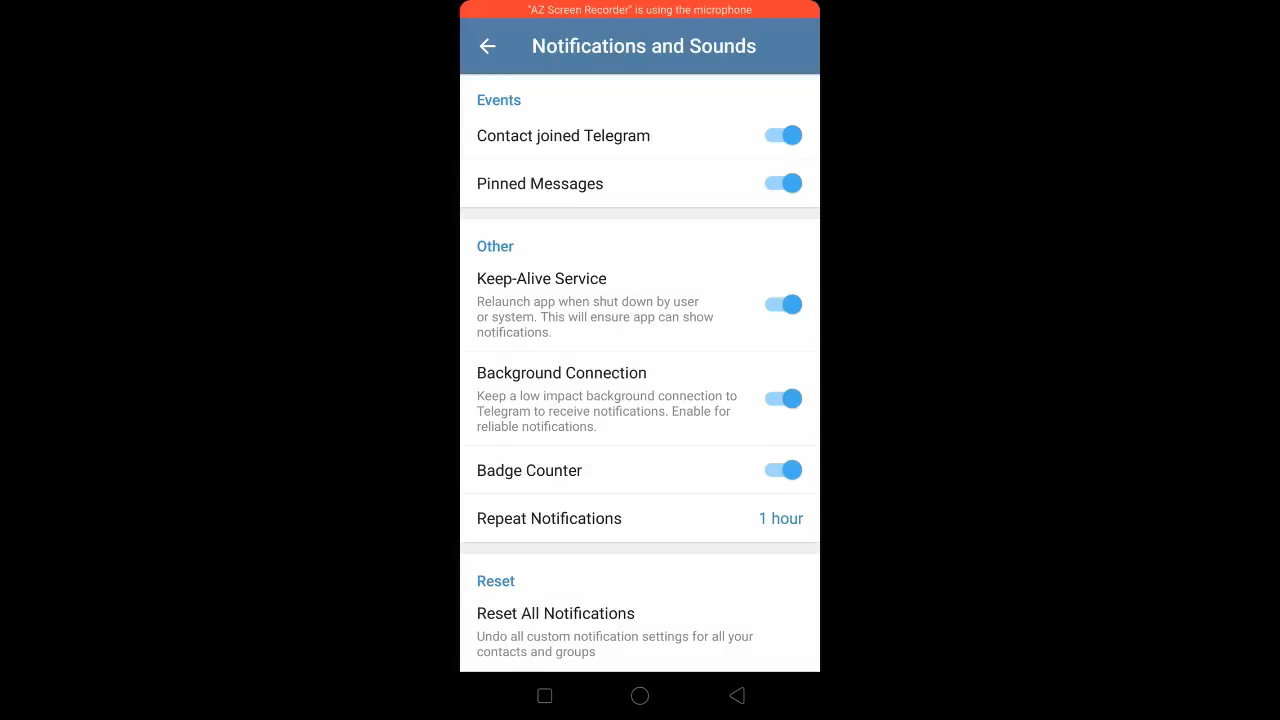 "AZ Screen Recorder" is using the microphone
Notifications and Sounds
Events
Contact joined Telegram
Pinned Messages
Other
Keep-Alive Service
Relaunch app when shut down by user
or system. This will ensure app can show
notifications.
Background Connection
Keep a low impact background connection to
Telegram to receive notifications. Enable for
reliable notifications.
Badge Counter
Repeat Notifications 1 hour
Reset
Reset All Notifications
Undo all custom notification settings for all your
contacts and groups